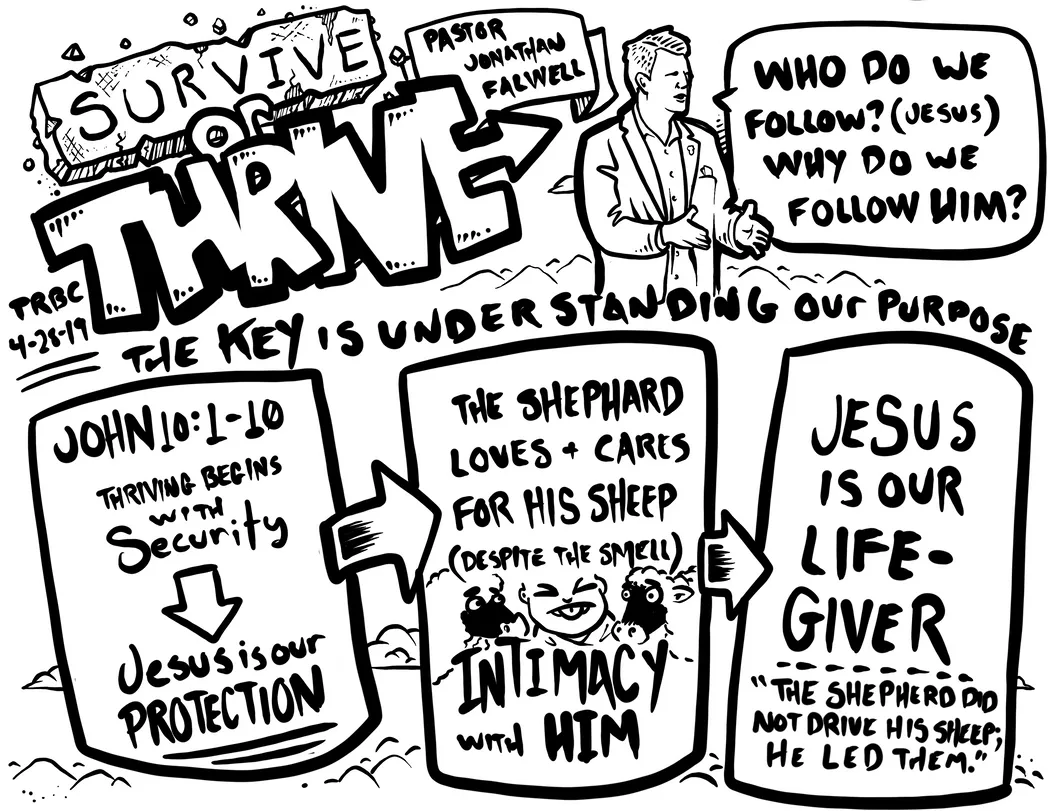 SURVIVE
OR
THRIVE
PASTOR
JONATHAN
FALWELL
WHO DO WE
FOLLOW? (JESUS)
WHY DO WE
FOLLOW HIM?
TRBC
4-28-19
THE KEY IS UNDERSTANDING OUR PURPOSE
JOHN 10:1-10
THRIVING BEGINS
WITH
Security
Jesus is our
PROTECTION
THE SHEPHARD
LOVES + CARES
FOR HIS SHEEP
(DESPITE THE SMELL)
INTIMACY
WITH HIM
JESUS
IS OUR
LIFE-
GIVER
"THE SHEPHERD DID
NOT DRIVE HIS SHEEP;
HE LED THEM."